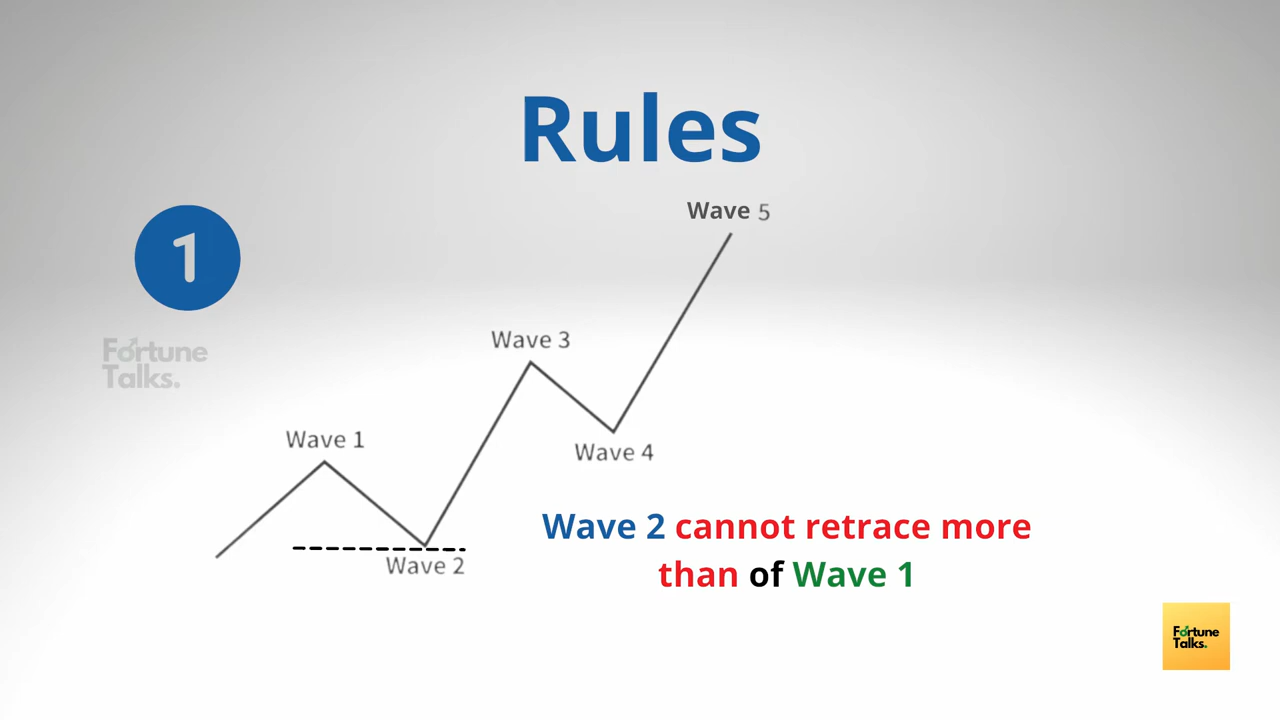 Rules
Wave 5
1
Fortune
Talks.
Wave 3
Wave 1
Wave 4
Wave 2
Wave 2 cannot retrace more
than of Wave 1
Fortune
Talks.